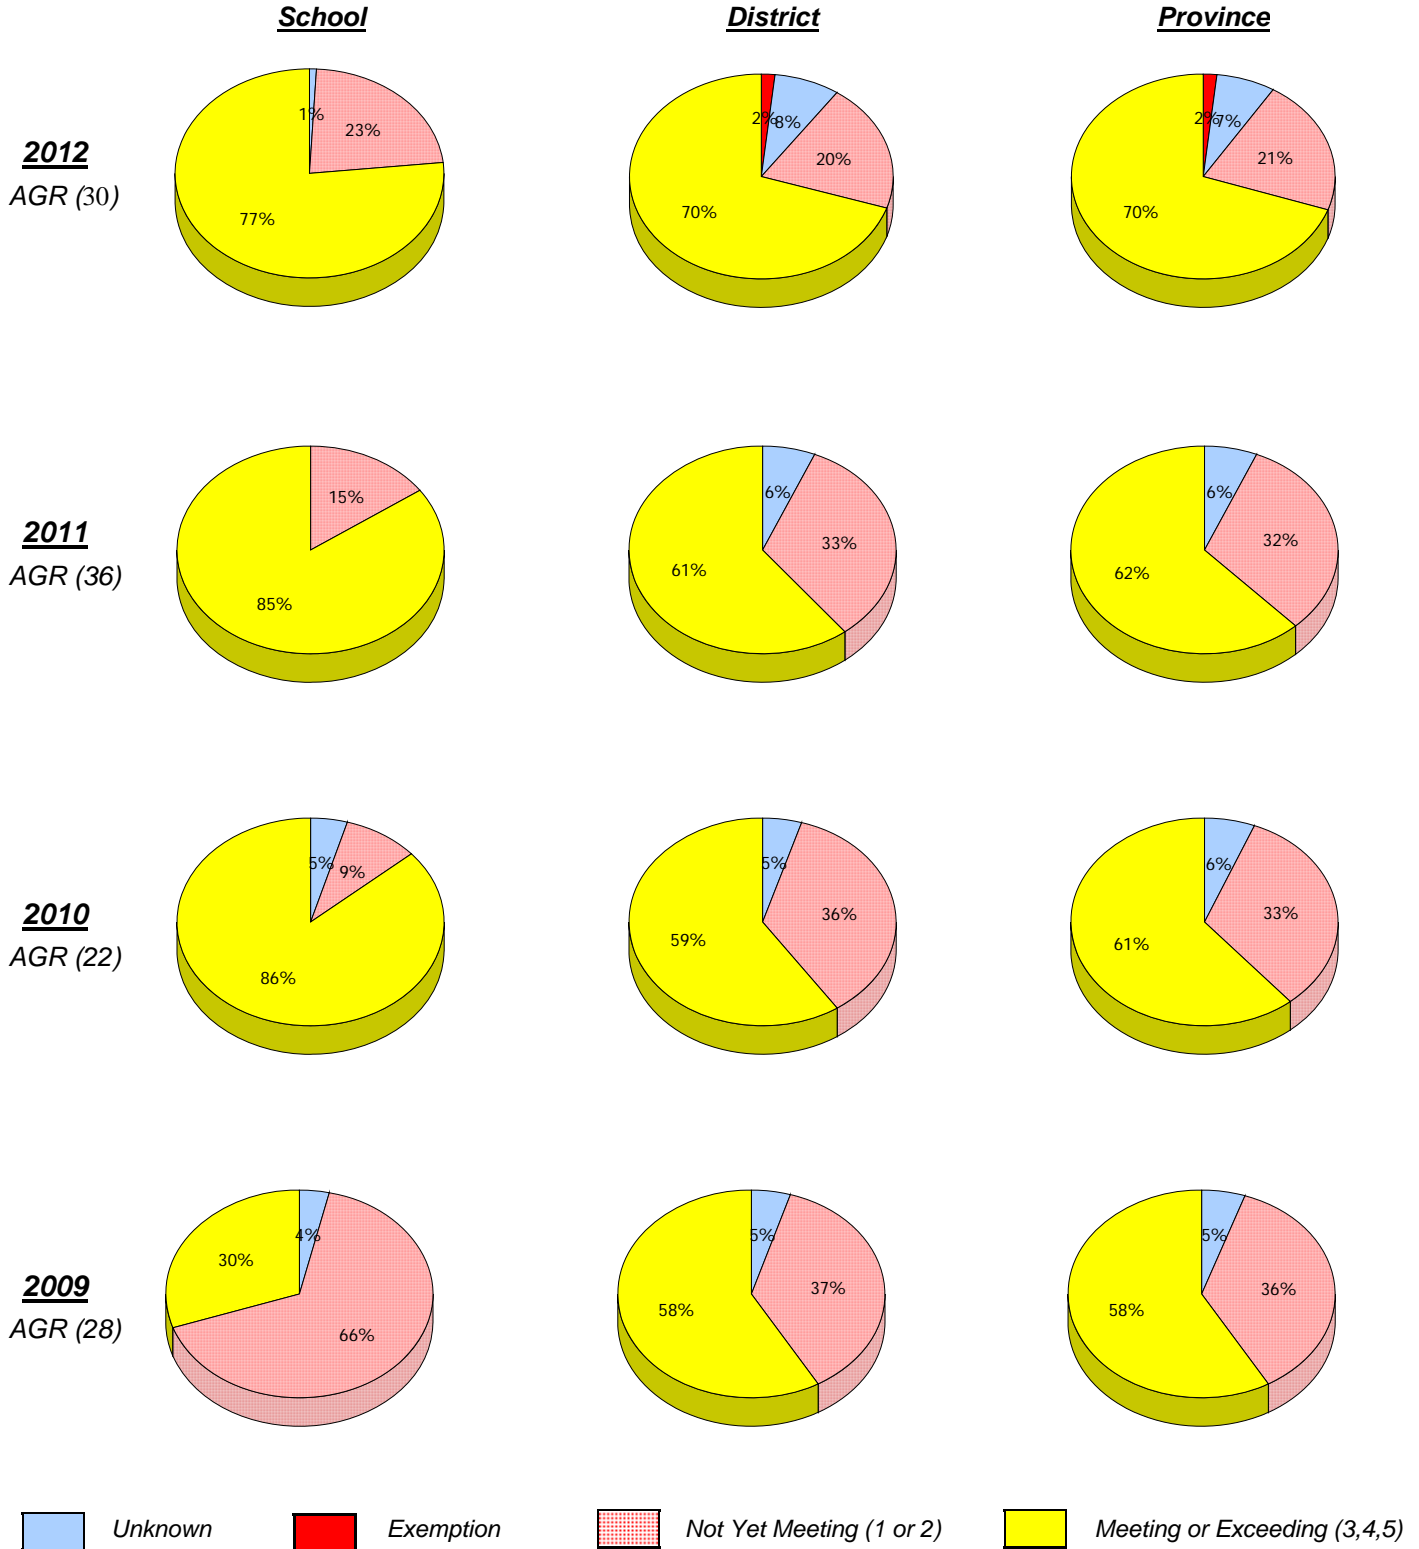 School District Province
2012
AGR (30)
1% 23% 77%
2% 8% 20% 70%
2% 7% 21% 70%
2011
AGR (36)
15% 85%
6% 33% 61%
6% 32% 62%
2010
AGR (22)
5% 9% 86%
5% 36% 59%
6% 33% 61%
2009
AGR (28)
4% 66% 30%
5% 37% 58%
5% 36% 58%
Unknown Exemption Not Yet Meeting (1 or 2) Meeting or Exceeding (3,4,5)